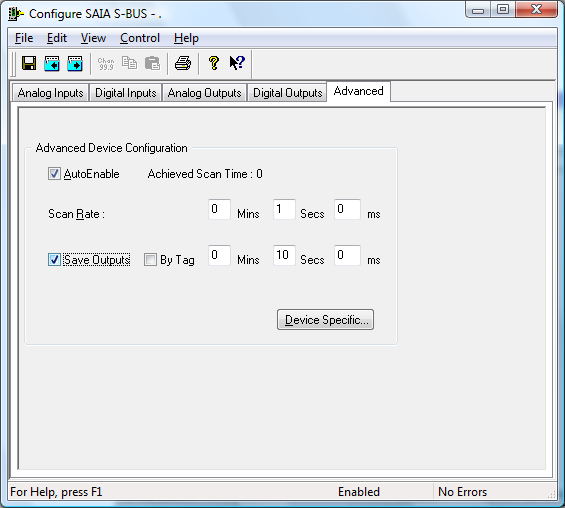 Configure SAIA S-BUS - .
File Edit View Control Help
Chan 99.9
Analog Inputs Digital Inputs Analog Outputs Digital Outputs Advanced
Advanced Device Configuration
AutoEnable Achieved Scan Time : 0
Scan Rate : 0 Mins 1 Secs 0 ms
Save Outputs By Tag 0 Mins 10 Secs 0 ms
Device Specific...
For Help, press F1 Enabled No Errors